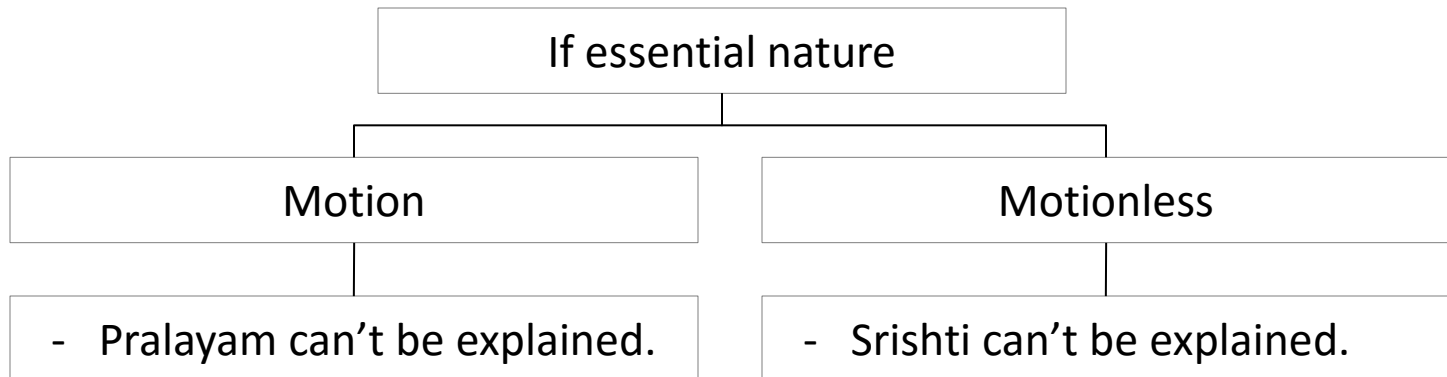 If essential nature
Motion
Motionless
- Pralayam can’t be explained.
- Srishti can’t be explained.